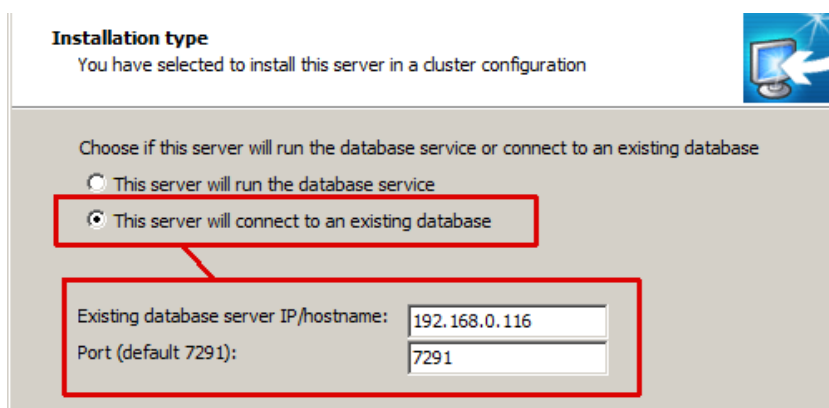 Installation type
You have selected to install this server in a cluster configuration
Choose if this server will run the database service or connect to an existing database
This server will run the database service
This server will connect to an existing database
Existing database server IP/hostname: 192.168.0.116
Port (default 7291): 7291